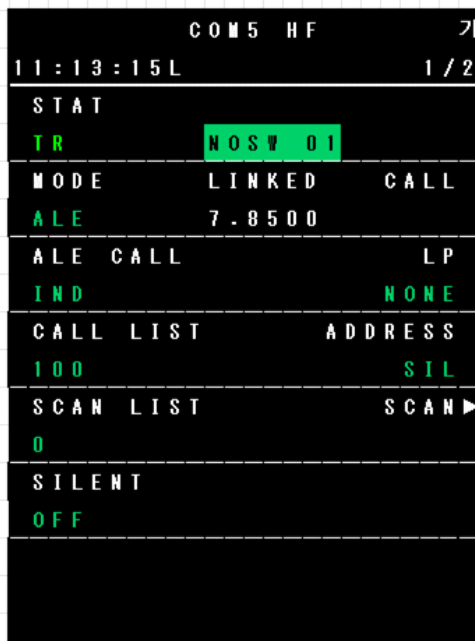 COM5 HF 기
11:13:15L 1/2
STAT
TR NOSW 01
MODE LINKED CALL
ALE 7.8500
ALE CALL LP
IND NONE
CALL LIST ADDRESS
100 SIL
SCAN LIST SCAN▶
0
SILENT
OFF